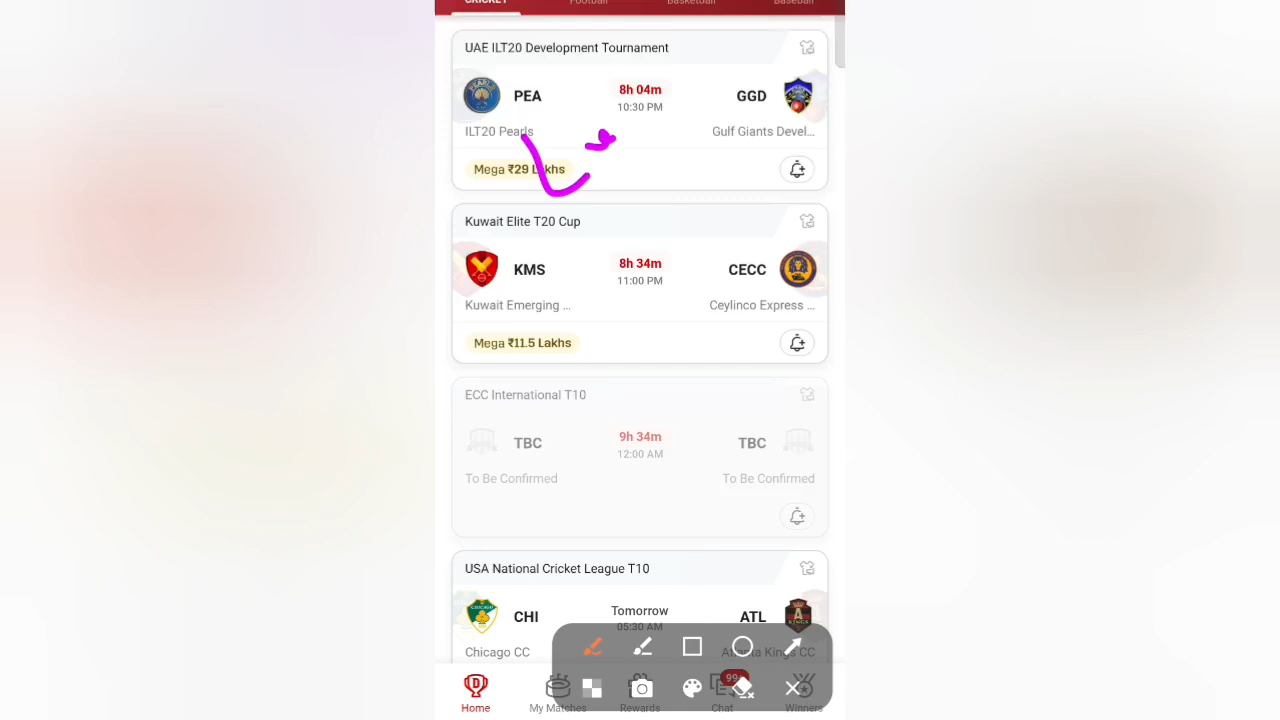 CRICKET Football Basketball Baseball
UAE ILT20 Development Tournament
PEA 8h 04m GGD
10:30 PM
ILT20 Pearls Gulf Giants Devel...
Mega ₹29 Lakhs
Kuwait Elite T20 Cup
KMS 8h 34m CECC
11:00 PM
Kuwait Emerging ... Ceylinco Express ...
Mega ₹11.5 Lakhs
ECC International T10
TBC 9h 34m TBC
12:00 AM
To Be Confirmed To Be Confirmed
USA National Cricket League T10
CHI Tomorrow ATL
05:30 AM
Chicago CC Atlanta Kings CC
99+
Home My Matches Rewards Chat Winners